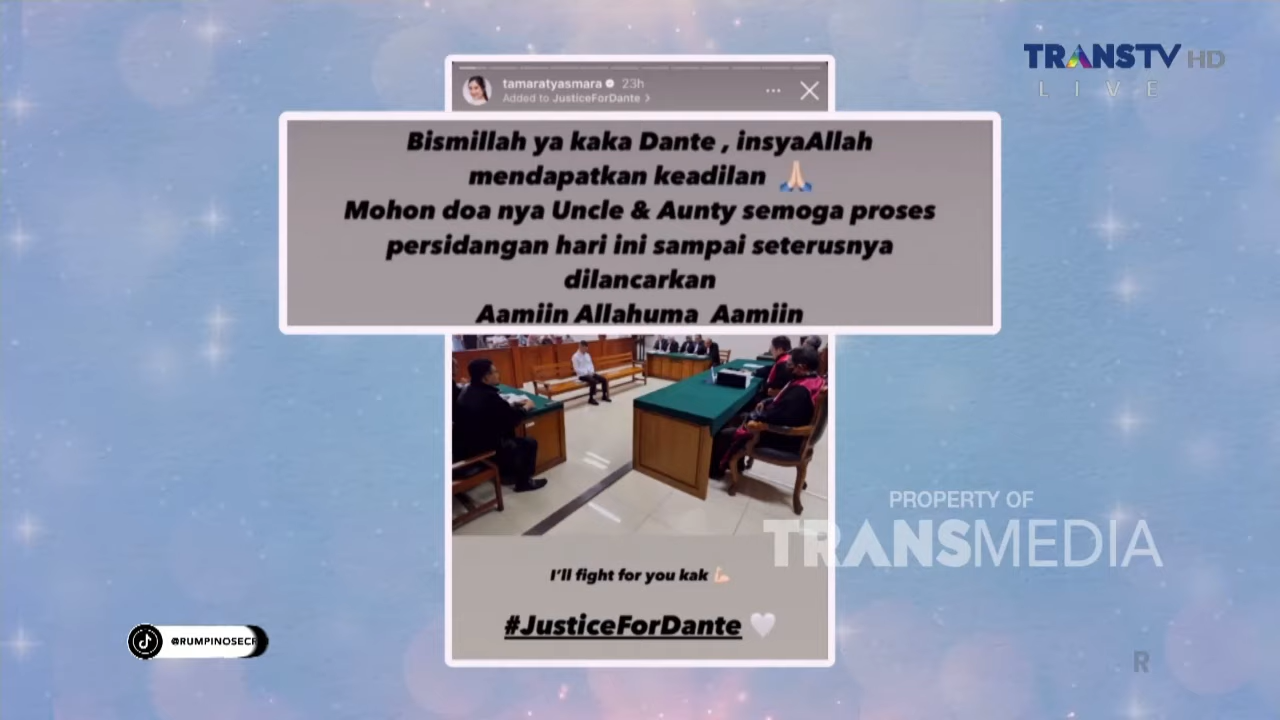 TRANSTV HD
LIVE
tamaratyasmara 23h
Added to JusticeForDante >
Bismillah ya kaka Dante , insyaAllah
mendapatkan keadilan 🙏🏻
Mohon doa nya Uncle & Aunty semoga proses
persidangan hari ini sampai seterusnya
dilancarkan
Aamiin Allahuma Aamiin
PROPERTY OF
TRANSMEDIA
I'll fight for you kak 💪🏻
#JusticeForDante 🤍
@RUMPINOSEC
R